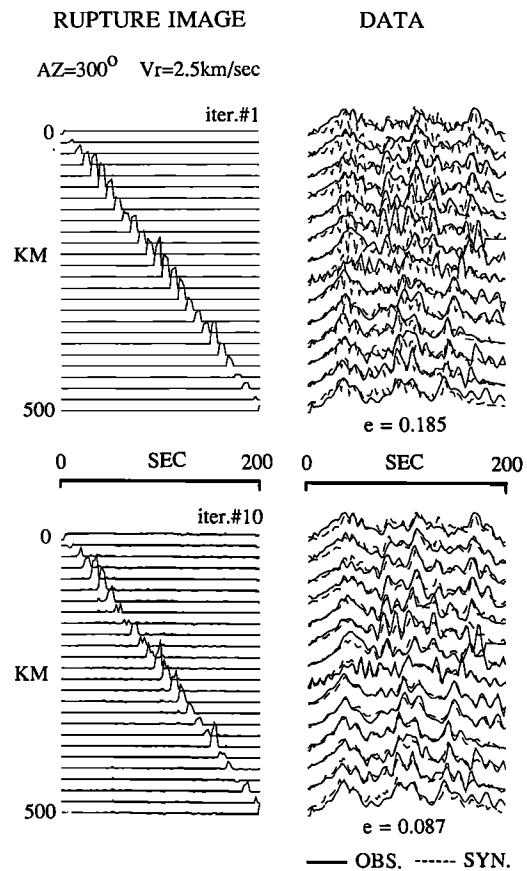 RUPTURE IMAGE DATA
AZ=300° Vr=2.5km/sec
iter.#1
0
KM
500
e = 0.185
0 SEC 200 0 SEC 200
iter.#10
0
KM
500
e = 0.087
OBS. SYN.